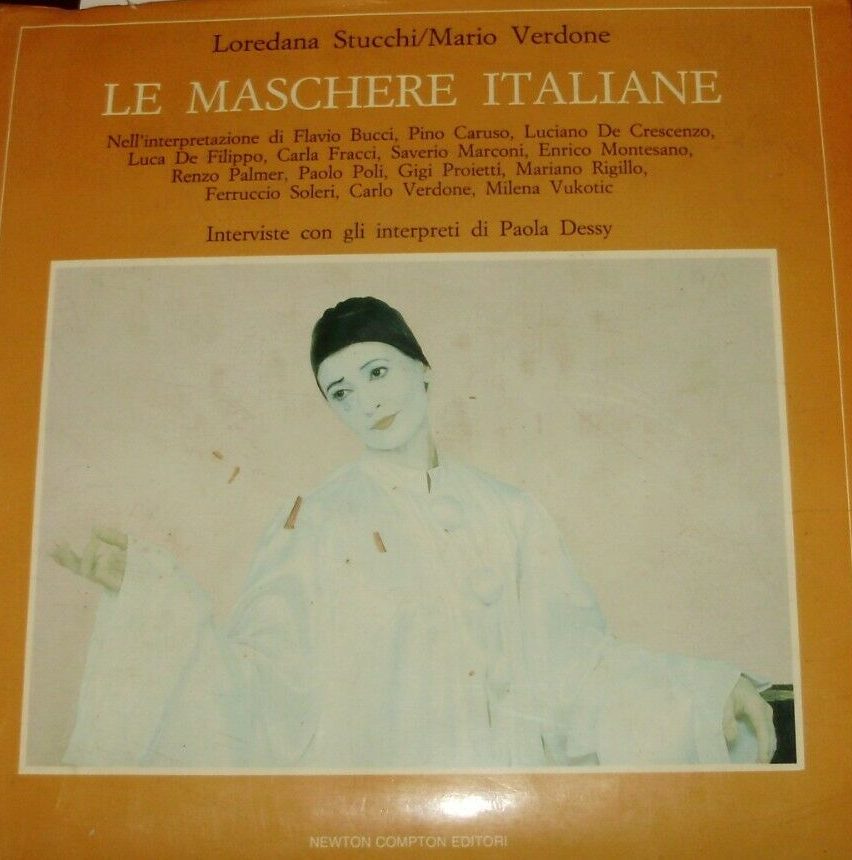 Loredana Stucchi/Mario Verdone
LE MASCHERE ITALIANE
Nell'interpretazione di Flavio Bucci, Pino Caruso, Luciano De Crescenzo,
Luca De Filippo, Carla Fracci, Saverio Marconi, Enrico Montesano,
Renzo Palmer, Paolo Poli, Gigi Proietti, Mariano Rigillo,
Ferruccio Soleri, Carlo Verdone, Milena Vukotic
Interviste con gli interpreti di Paola Dessy
NEWTON COMPTON EDITORI